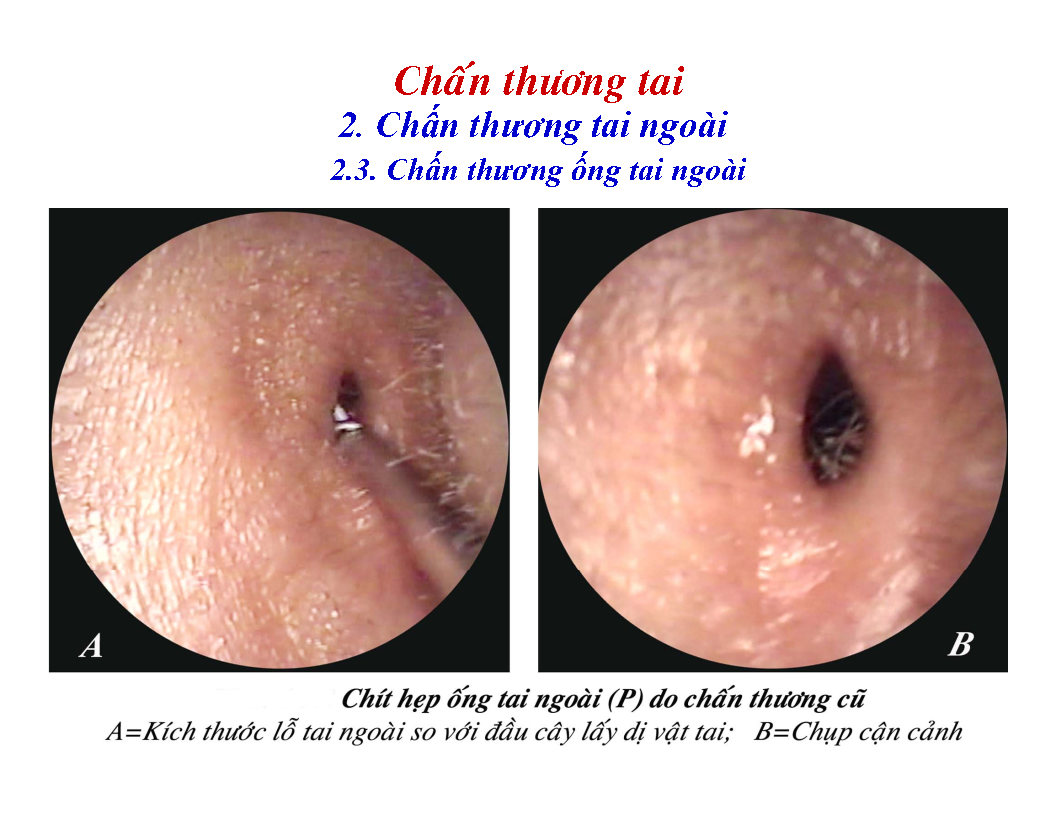 Chấn thương tai
2. Chấn thương tai ngoài
2.3. Chấn thương ống tai ngoài
A
B
Chít hẹp ống tai ngoài (P) do chấn thương cũ
A=Kích thước lỗ tai ngoài so với đầu cây lấy dị vật tai; B=Chụp cận cảnh